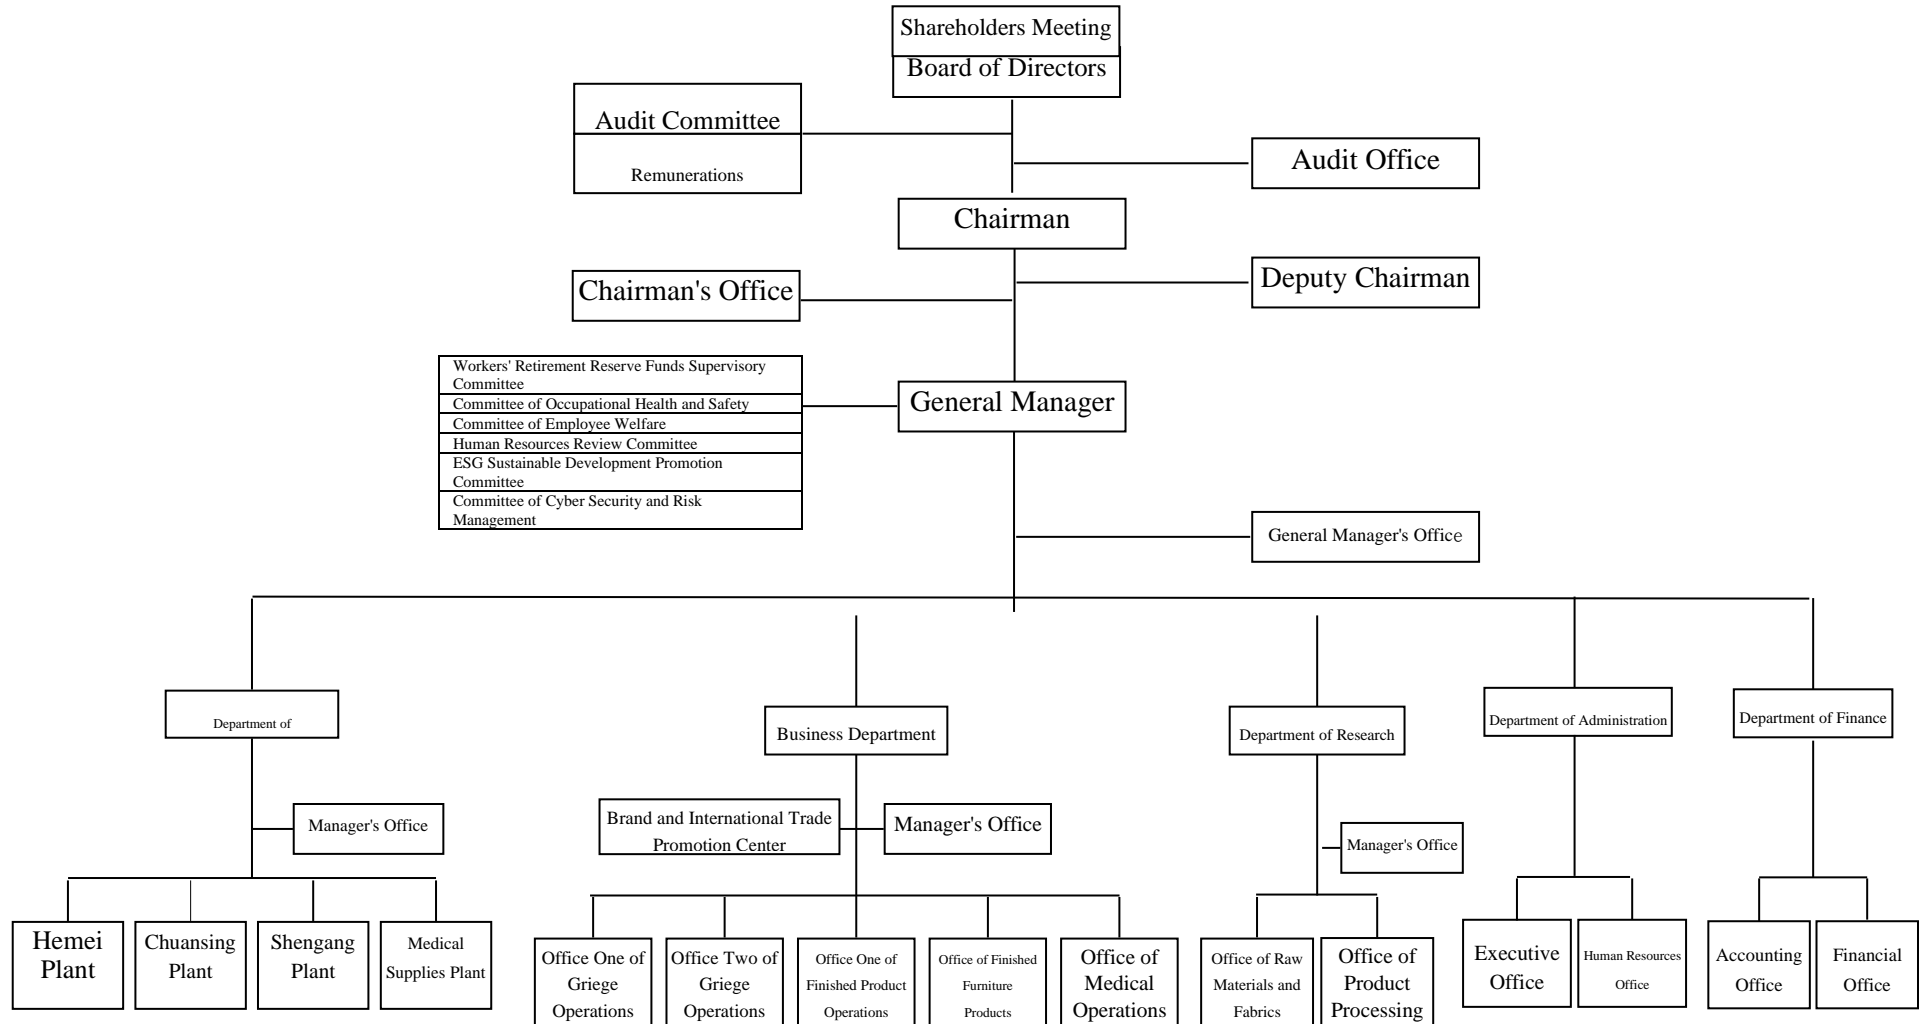 Shareholders Meeting
Board of Directors
Audit Committee
Remunerations
Audit Office
Chairman
Chairman's Office
Deputy Chairman
Workers' Retirement Reserve Funds Supervisory
Committee
Committee of Occupational Health and Safety
Committee of Employee Welfare
Human Resources Review Committee
ESG Sustainable Development Promotion
Committee
Committee of Cyber Security and Risk
Management
General Manager
General Manager's Office
Department of
Business Department
Department of Research
Department of Administration
Department of Finance
Manager's Office
Brand and International Trade
Promotion Center
Manager's Office
Manager's Office
Hemei
Plant
Chuansing
Plant
Shengang
Plant
Medical
Supplies Plant
Office One of
Griege
Operations
Office Two of
Griege
Operations
Office One of
Finished Product
Operations
Office of Finished
Furniture
Products
Office of
Medical
Operations
Office of Raw
Materials and
Fabrics
Office of
Product
Processing
Executive
Office
Human Resources
Office
Accounting
Office
Financial
Office